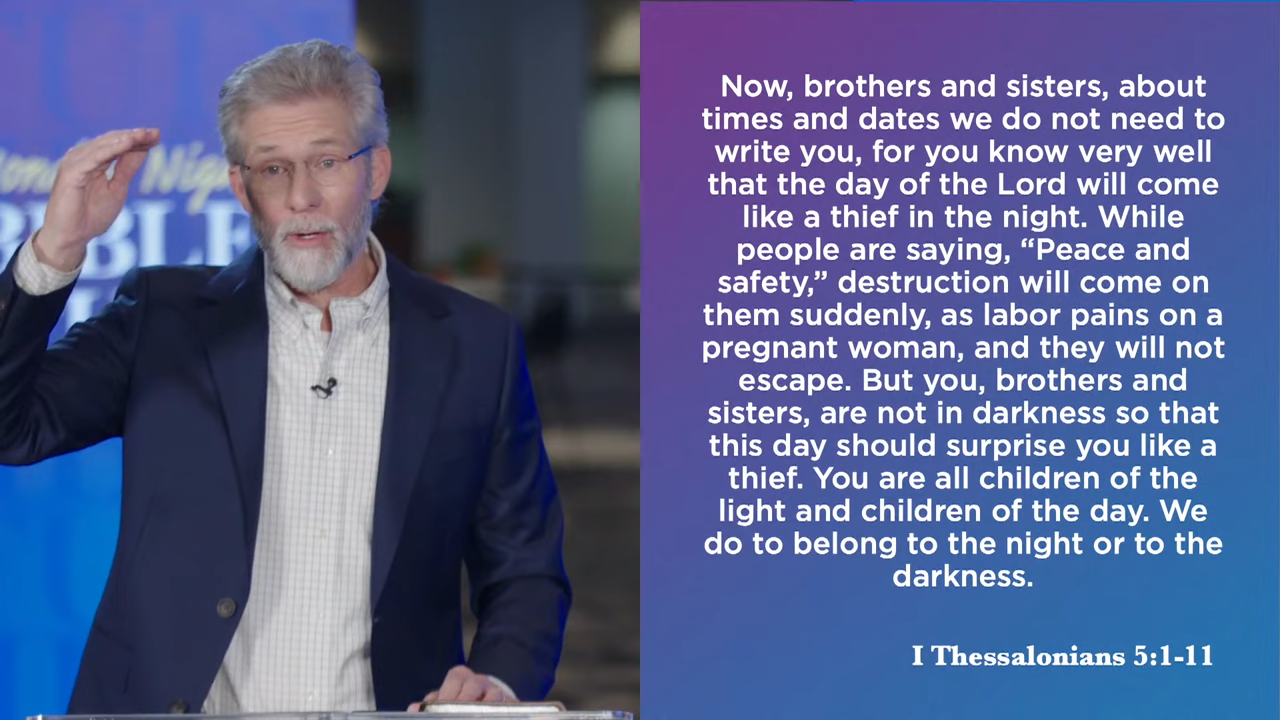 BIBLE
Now, brothers and sisters, about
times and dates we do not need to
write you, for you know very well
that the day of the Lord will come
like a thief in the night. While
people are saying, “Peace and
safety,” destruction will come on
them suddenly, as labor pains on a
pregnant woman, and they will not
escape. But you, brothers and
sisters, are not in darkness so that
this day should surprise you like a
thief. You are all children of the
light and children of the day. We
do to belong to the night or to the
darkness.
I Thessalonians 5:1-11